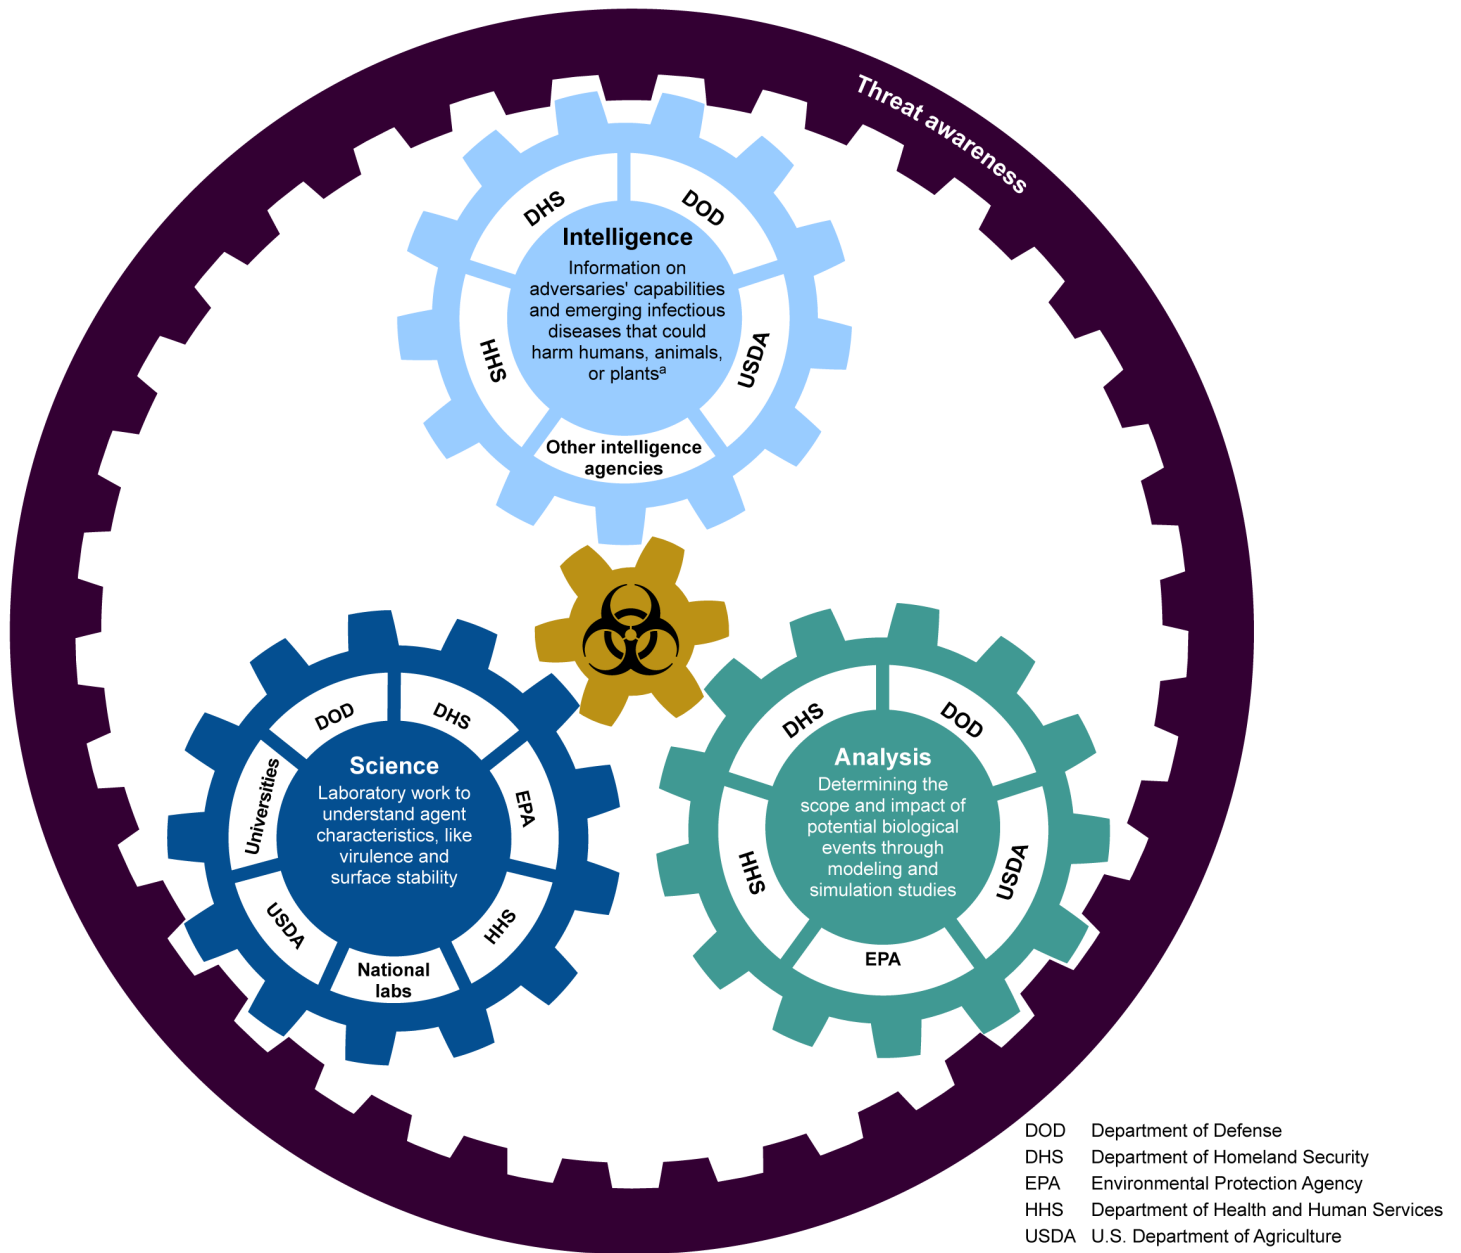 Threat awareness
DHS
DOD
Intelligence
Information on
adversaries' capabilities
and emerging infectious
diseases that could
harm humans, animals,
or plantsᵃ
HHS
USDA
Other intelligence
agencies
DOD
DHS
Universities
Science
Laboratory work to
understand agent
characteristics, like
virulence and
surface stability
EPA
USDA
HHS
National
labs
DHS
DOD
Analysis
Determining the
scope and impact of
potential biological
events through
modeling and
simulation studies
HHS
USDA
EPA
DOD Department of Defense
DHS Department of Homeland Security
EPA Environmental Protection Agency
HHS Department of Health and Human Services
USDA U.S. Department of Agriculture